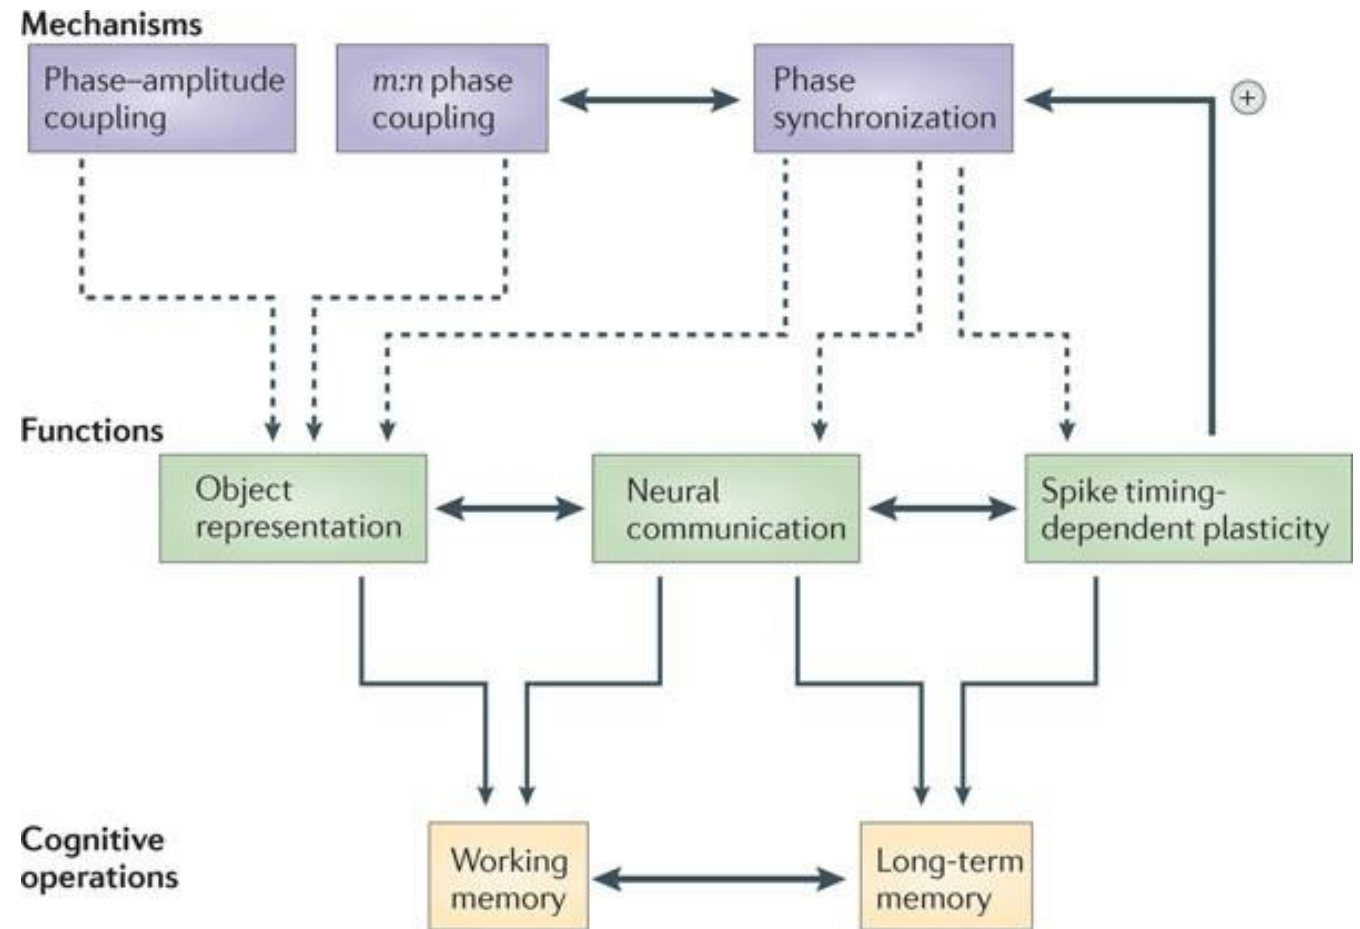 Mechanisms
Phase–amplitude
coupling
m:n phase
coupling
Phase
synchronization
+
Functions
Object
representation
Neural
communication
Spike timing-
dependent plasticity
Cognitive
operations
Working
memory
Long-term
memory